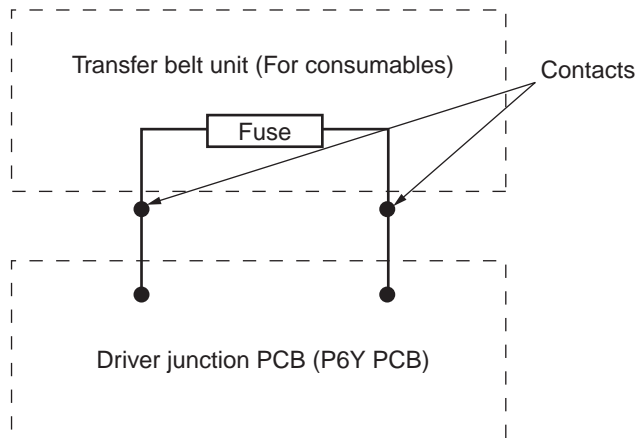 Transfer belt unit (For consumables)
Contacts
Fuse
Driver junction PCB (P6Y PCB)